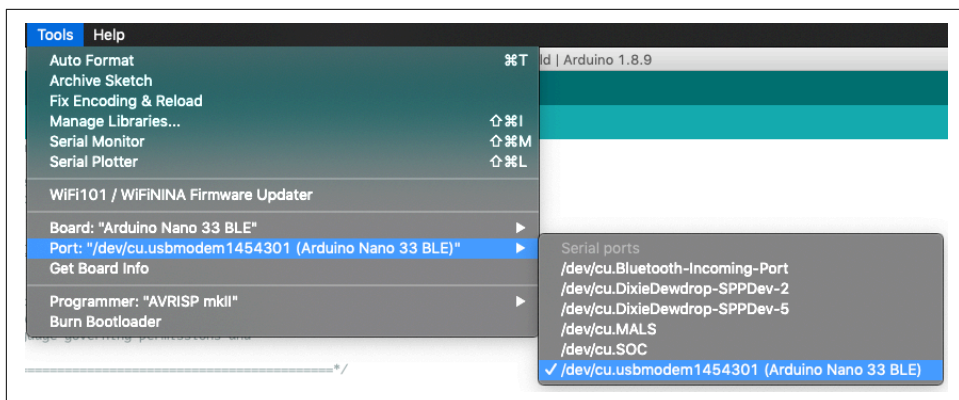 Tools Help
Auto Format ⌘T
ld | Arduino 1.8.9
Archive Sketch
Fix Encoding & Reload
Manage Libraries... ⇧⌘I
Serial Monitor ⇧⌘M
Serial Plotter ⇧⌘L
WiFi101 / WiFiNINA Firmware Updater
Board: "Arduino Nano 33 BLE" ▶
Port: "/dev/cu.usbmodem1454301 (Arduino Nano 33 BLE)" ▶
Get Board Info
Programmer: "AVRISP mkII" ▶
Burn Bootloader
governing permissions and
=======================================*/
Serial ports
/dev/cu.Bluetooth-Incoming-Port
/dev/cu.DixieDewdrop-SPPDev-2
/dev/cu.DixieDewdrop-SPPDev-5
/dev/cu.MALS
/dev/cu.SOC
✓ /dev/cu.usbmodem1454301 (Arduino Nano 33 BLE)